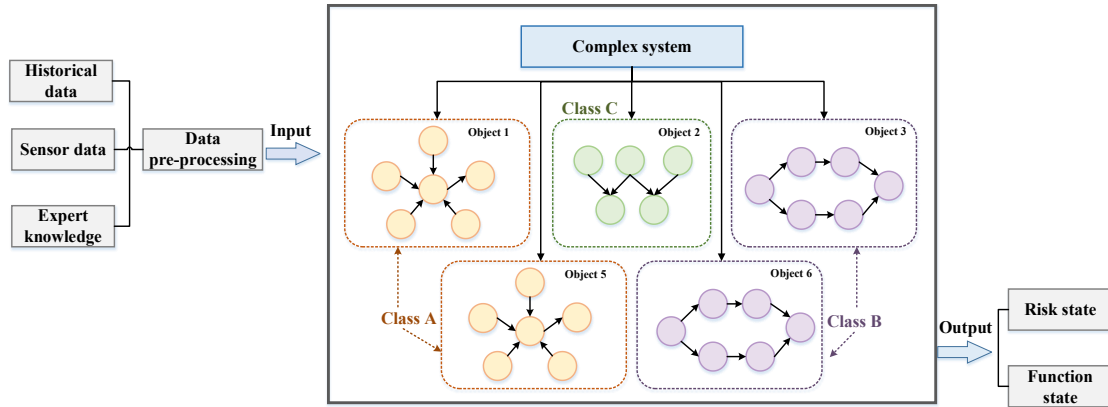 Historical
data
Sensor data
Expert
knowledge
Data
pre-processing
Input
Complex system
Class C
Object 1
Object 2
Object 3
Object 5
Object 6
Class A
Class B
Output
Risk state
Function
state